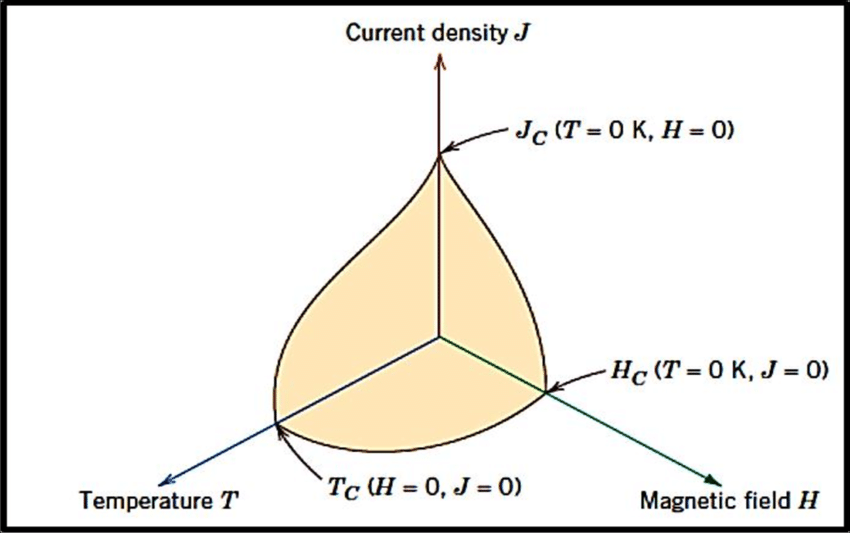 Current density J
J_C (T = 0 K, H = 0)
H_C (T = 0 K, J = 0)
T_C (H = 0, J = 0)
Temperature T
Magnetic field H